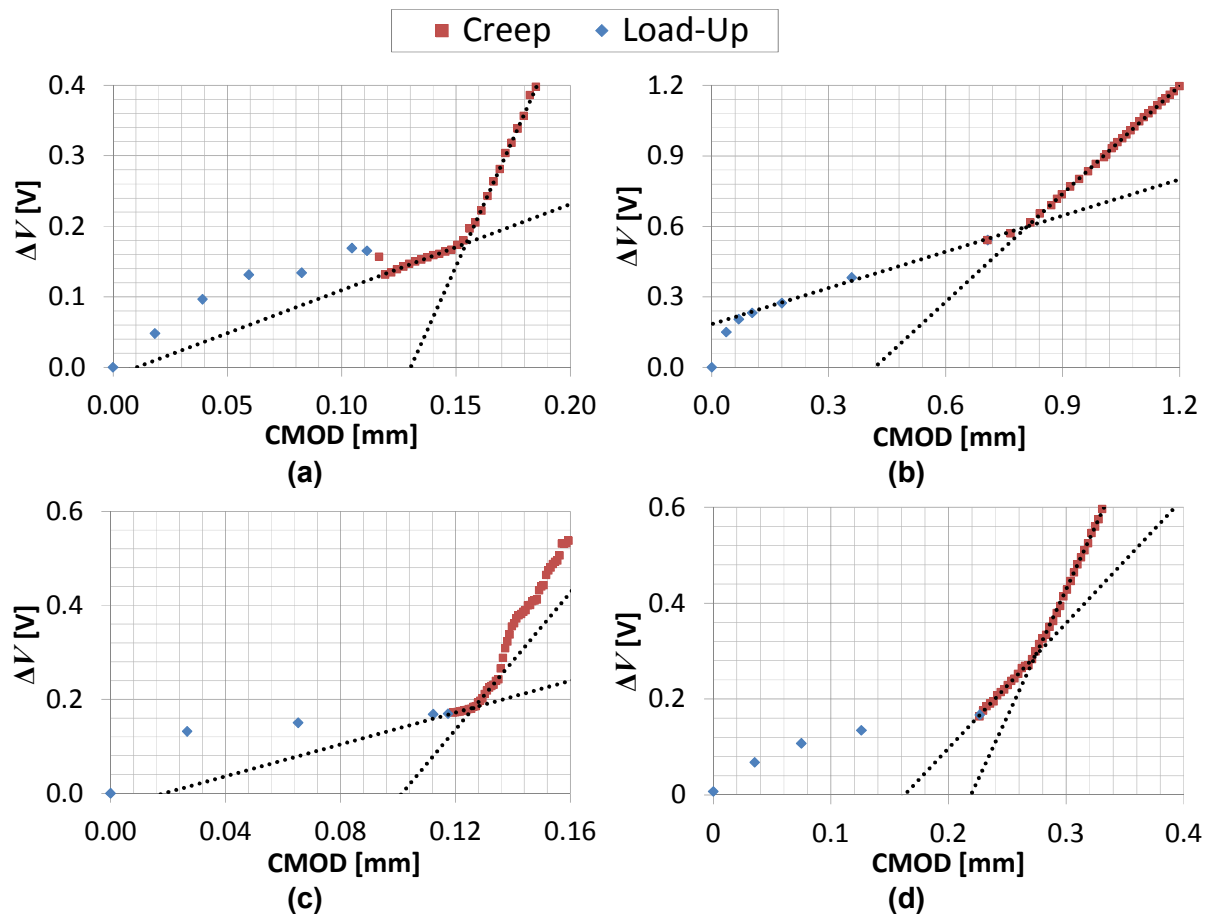 Creep Load-Up
0.4
0.3
0.2
0.1
0.0
ΔV [V]
0.00 0.05 0.10 0.15 0.20
CMOD [mm]
(a)
1.2
0.9
0.6
0.3
0.0
ΔV [V]
0.0 0.3 0.6 0.9 1.2
CMOD [mm]
(b)
0.6
0.4
0.2
0.0
ΔV [V]
0.00 0.04 0.08 0.12 0.16
CMOD [mm]
(c)
0.6
0.4
0.2
0
ΔV [V]
0 0.1 0.2 0.3 0.4
CMOD [mm]
(d)